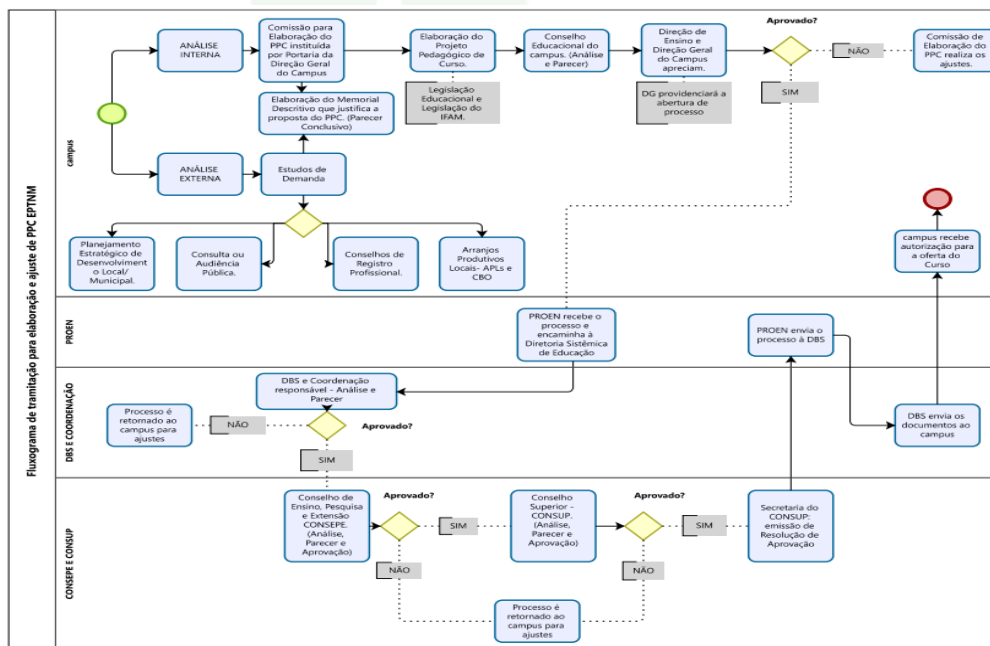 Fluxograma de tramitação para elaboração e ajuste de PPC EPTNM
campus
ANÁLISE
INTERNA
Comissão para
Elaboração do
PPC instituída
por Portaria da
Direção Geral
do Campus
Elaboração do
Projeto
Pedagógico de
Curso.
Conselho
Educacional do
campus. (Análise
e Parecer)
Direção de
Ensino e
Direção Geral
do Campus
apreciam.
Aprovado?
NÃO
Comissão de
Elaboração do
PPC realiza os
ajustes.
SIM
Legislação
Educacional e
Legislação do
IFAM.
DG providenciará a
abertura de
processo
Elaboração do Memorial
Descritivo que justifica a
proposta do PPC. (Parecer
Conclusivo)
ANÁLISE
EXTERNA
Estudos de
Demanda
Planejamento
Estratégico de
Desenvolviment
o Local/
Municipal.
Consulta ou
Audiência
Pública.
Conselhos de
Registro
Profissional.
Arranjos
Produtivos
Locais- APLs e
CBO
campus recebe
autorização para
a oferta do
Curso
PROEN
PROEN recebe o
processo e
encaminha à
Diretoria Sistêmica
de Educação
PROEN envia o
processo à DBS
DBS E COORDENAÇÃO
DBS e Coordenação
responsável - Análise e
Parecer
Processo é
retornado ao
campus para
ajustes
NÃO
Aprovado?
SIM
DBS envia os
documentos ao
campus
CONSEPE E CONSUP
Conselho de
Ensino, Pesquisa
e Extensão
CONSEPE.
(Análise,
Parecer e
Aprovação)
Aprovado?
SIM
NÃO
Conselho
Superior -
CONSUP.
(Análise,
Parecer e
Aprovação)
Aprovado?
SIM
NÃO
Secretaria do
CONSUP:
emissão de
Resolução de
Aprovação
Processo é
retornado ao
campus para
ajustes